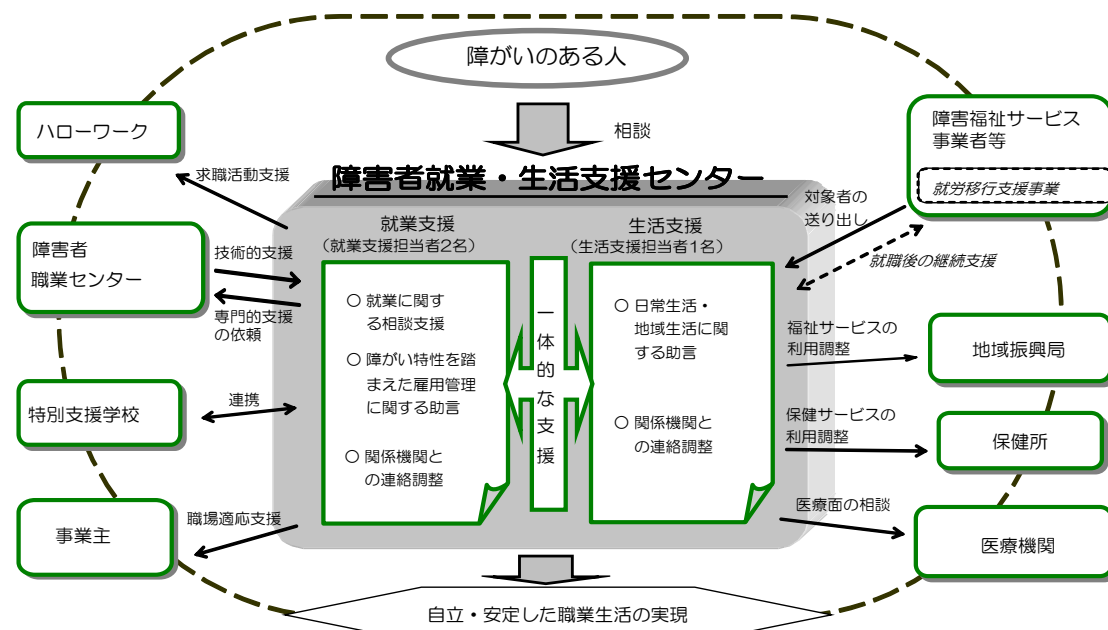 障がいのある人
相談
ハローワーク
求職活動支援
障害者
職業センター
技術的支援
専門的支援
の依頼
特別支援学校
連携
事業主
職場適応支援
障害者就業・生活支援センター
就業支援
（就業支援担当者2名）
○ 就業に関す
る相談支援
○ 障がい特性を踏
まえた雇用管理
に関する助言
○ 関係機関と
の連絡調整
一体的な支援
生活支援
（生活支援担当者1名）
○ 日常生活・
地域生活に関
する助言
○ 関係機関と
の連絡調整
障害福祉サービス
事業者等
就労移行支援事業
対象者の
送り出し
就職後の継続支援
福祉サービスの
利用調整
地域振興局
保健サービスの
利用調整
保健所
医療面の相談
医療機関
自立・安定した職業生活の実現